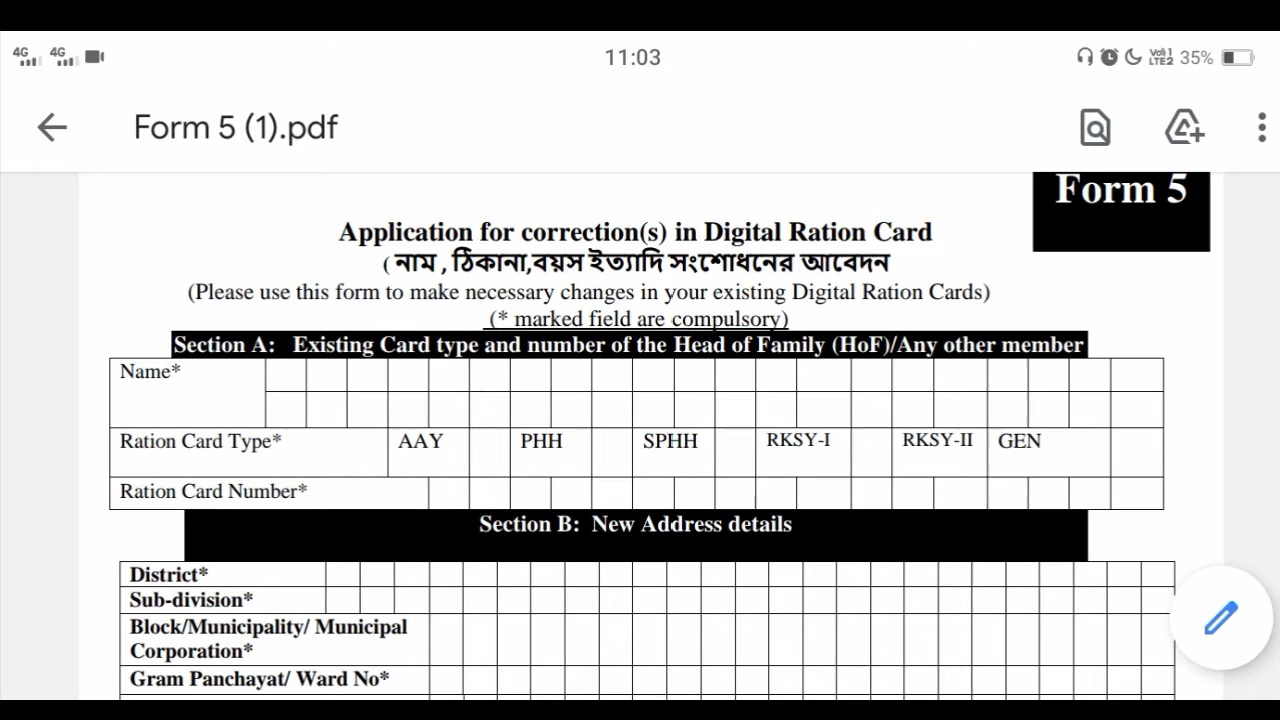 4G 4G 11:03 VoI) 1 LTE2 35%
Form 5 (1).pdf
Form 5
Application for correction(s) in Digital Ration Card
( নাম , ঠিকানা,বয়স ইত্যাদি সংশোধনের আবেদন
(Please use this form to make necessary changes in your existing Digital Ration Cards)
(* marked field are compulsory)
Section A: Existing Card type and number of the Head of Family (HoF)/Any other member
Name*
Ration Card Type* AAY PHH SPHH RKSY-I RKSY-II GEN
Ration Card Number*
Section B: New Address details
District*
Sub-division*
Block/Municipality/ Municipal
Corporation*
Gram Panchayat/ Ward No*